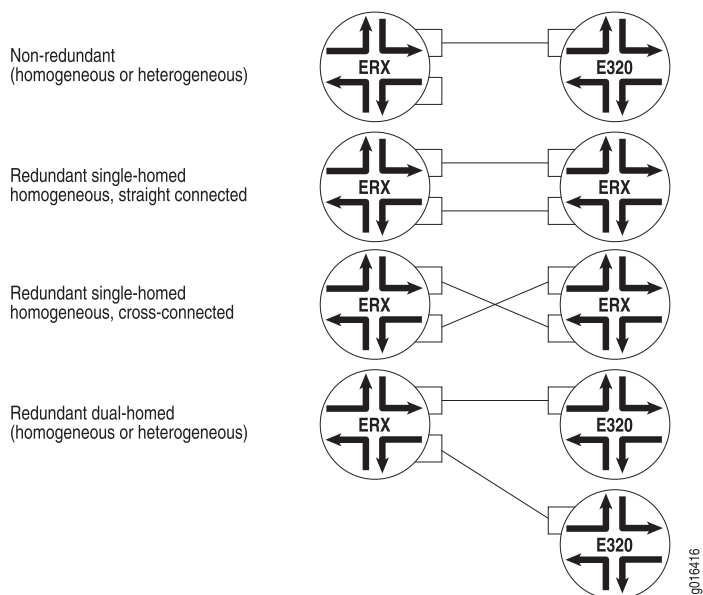 Non-redundant
(homogeneous or heterogeneous)
ERX
E320
Redundant single-homed
homogeneous, straight connected
ERX
ERX
Redundant single-homed
homogeneous, cross-connected
ERX
ERX
Redundant dual-homed
(homogeneous or heterogeneous)
ERX
E320
E320
g016416